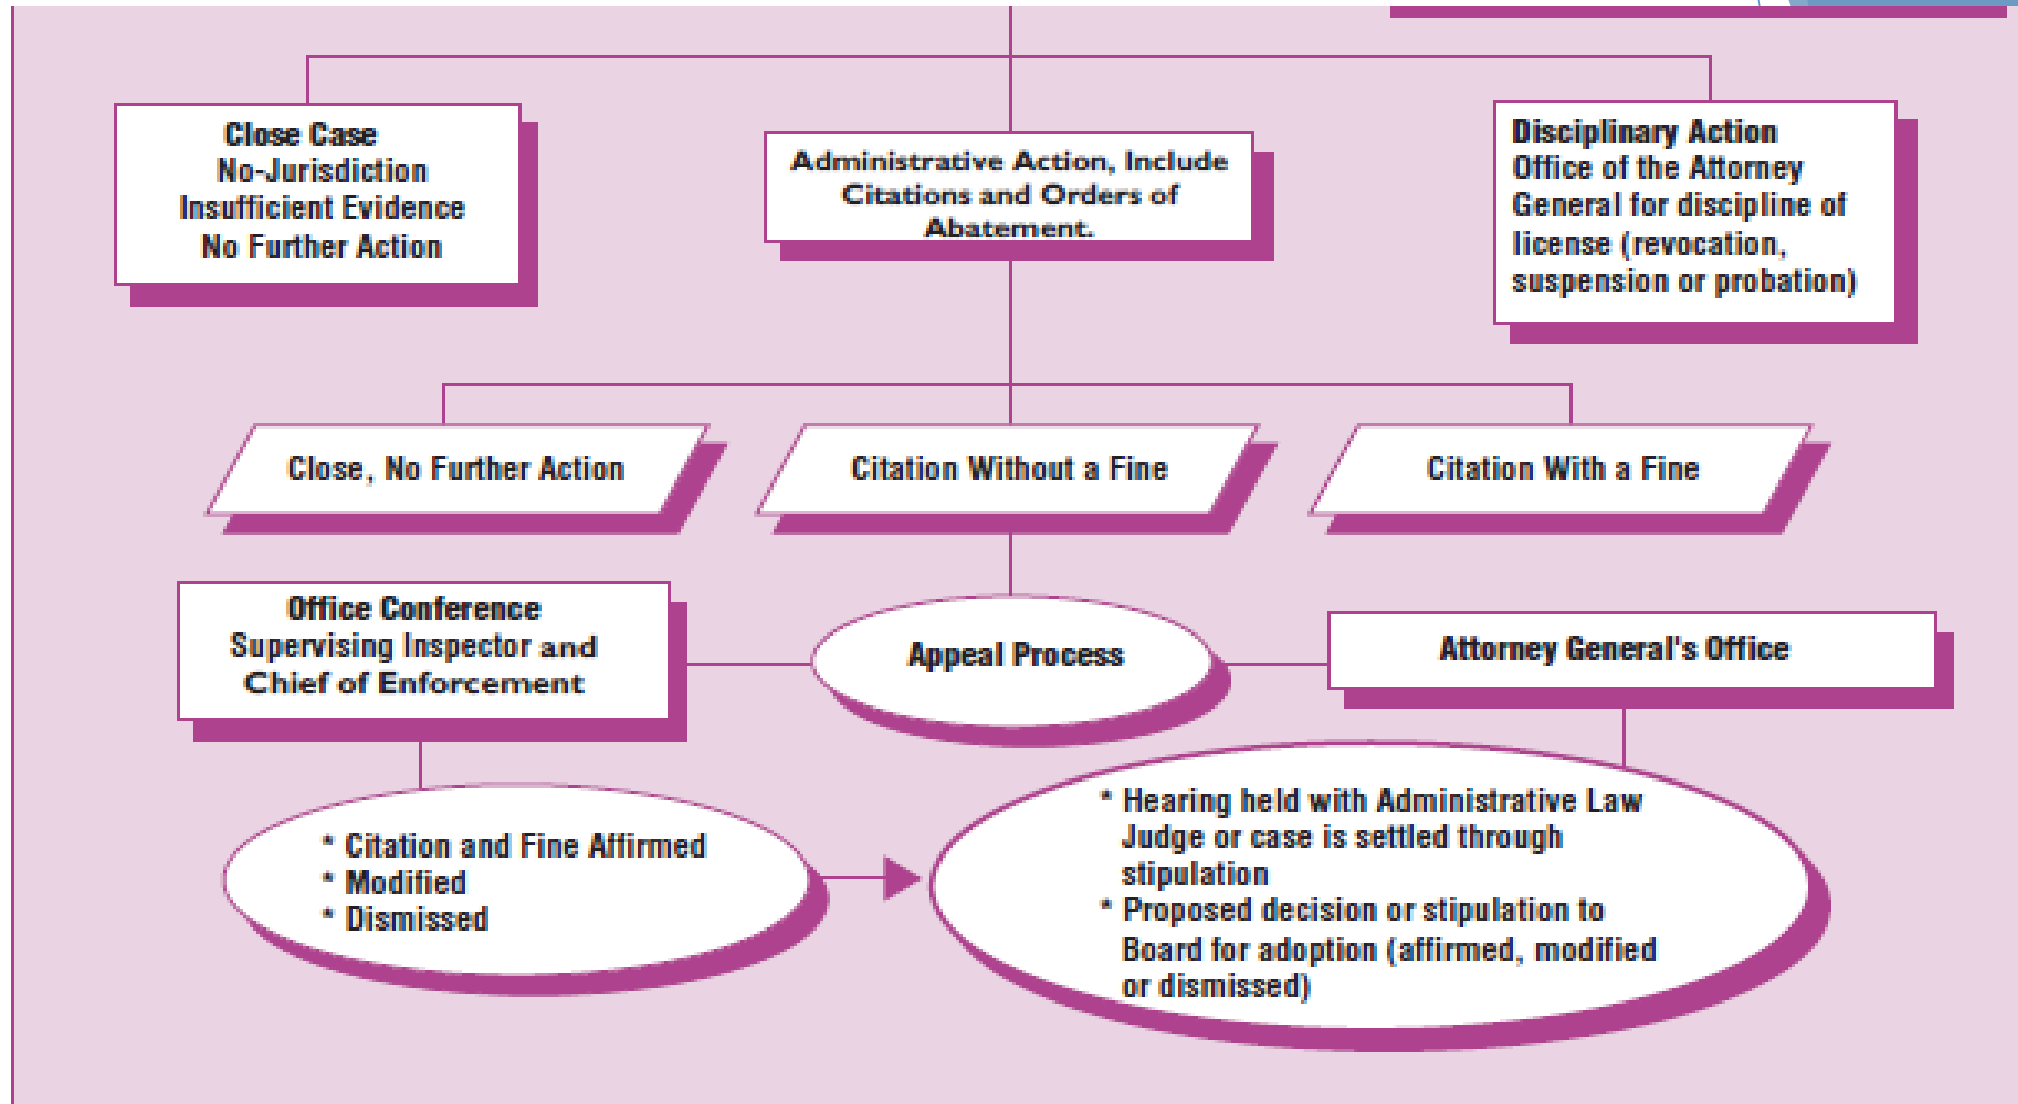 Close Case
No-Jurisdiction
Insufficient Evidence
No Further Action
Administrative Action, Include
Citations and Orders of
Abatement.
Disciplinary Action
Office of the Attorney
General for discipline of
license (revocation,
suspension or probation)
Close, No Further Action
Citation Without a Fine
Citation With a Fine
Office Conference
Supervising Inspector and
Chief of Enforcement
Appeal Process
Attorney General's Office
* Citation and Fine Affirmed
* Modified
* Dismissed
* Hearing held with Administrative Law
Judge or case is settled through
stipulation
* Proposed decision or stipulation to
Board for adoption (affirmed, modified
or dismissed)